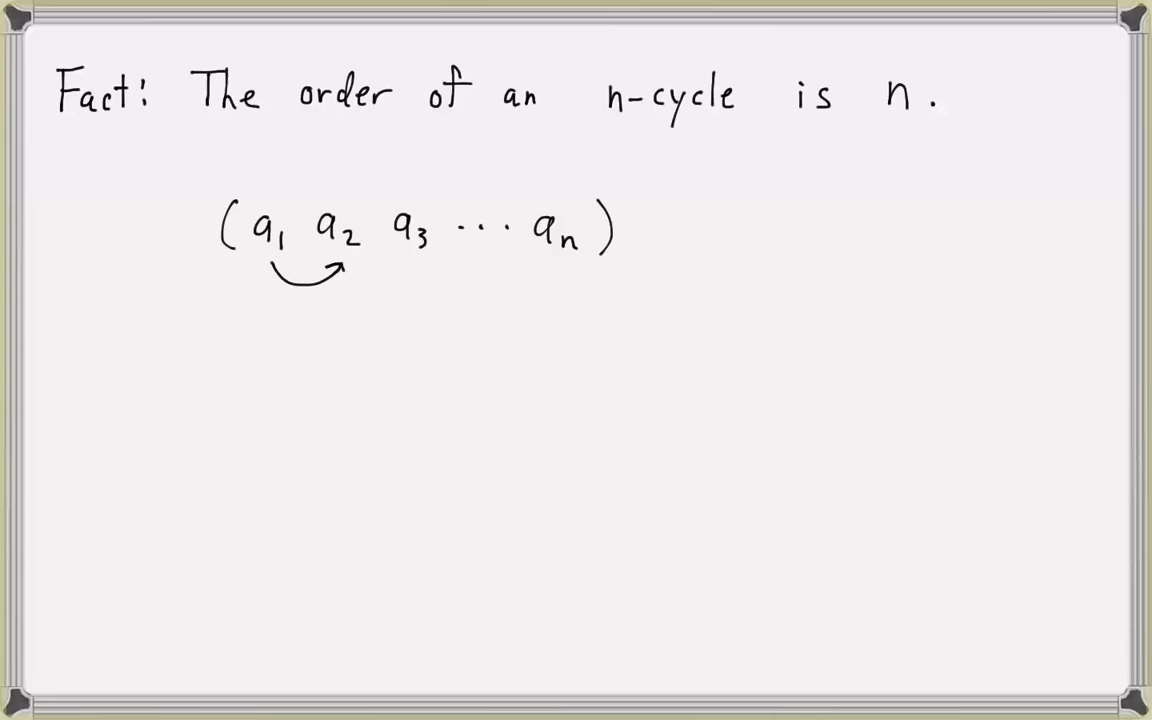 Fact: The order of an n-cycle is n.
(a₁ a₂ a₃ ... aₙ)